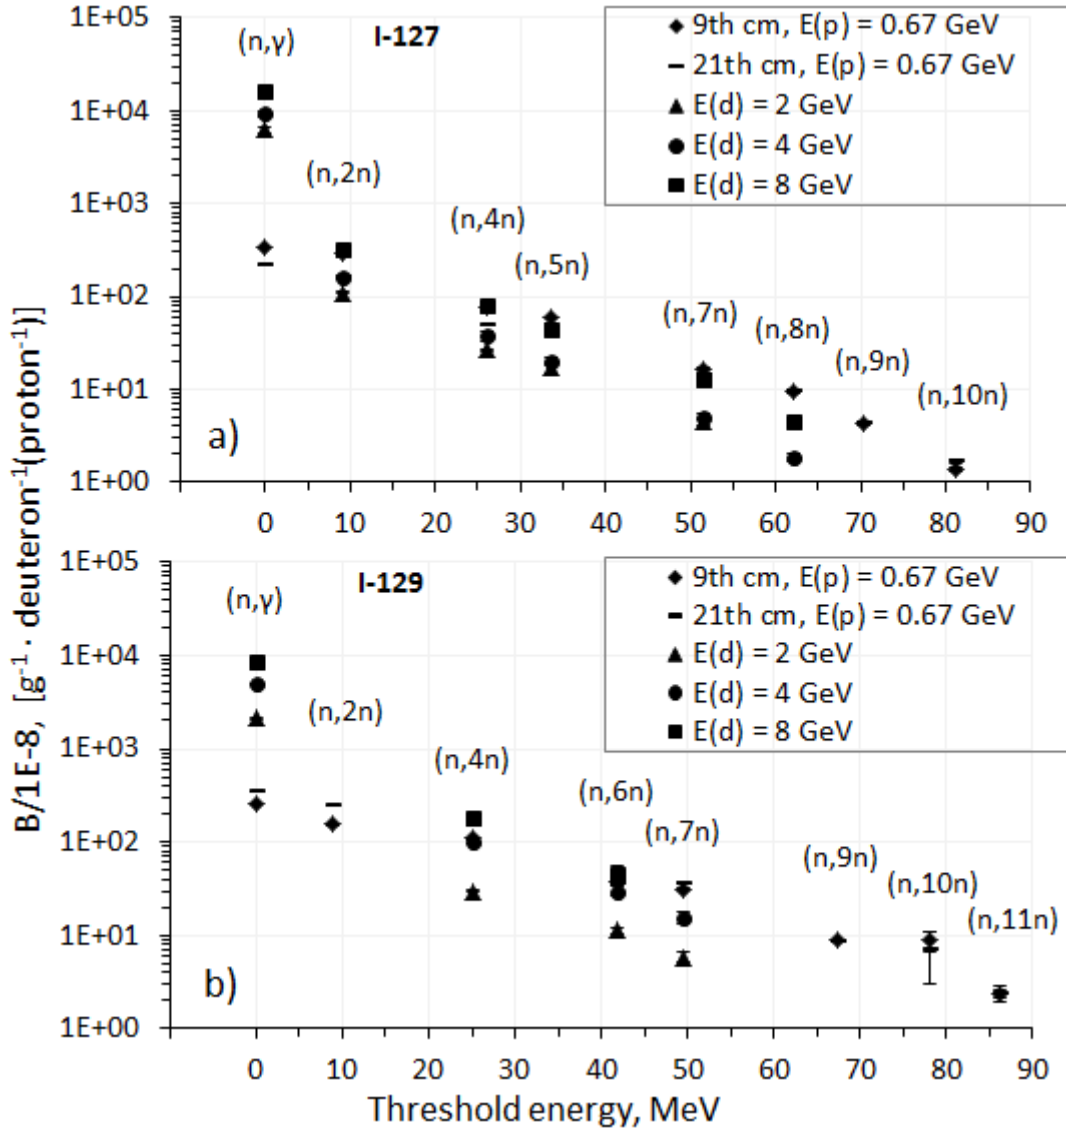 1E+05
1E+04
1E+03
1E+02
1E+01
1E+00
I-127
(n,γ)
(n,2n)
(n,4n)
(n,5n)
(n,7n)
(n,8n)
(n,9n)
(n,10n)
9th cm, E(p) = 0.67 GeV
21th cm, E(p) = 0.67 GeV
E(d) = 2 GeV
E(d) = 4 GeV
E(d) = 8 GeV
a)
0 10 20 30 40 50 60 70 80 90
B/1E-8, [g⁻¹ · deuteron⁻¹(proton⁻¹)]
1E+05
1E+04
1E+03
1E+02
1E+01
1E+00
I-129
(n,γ)
(n,2n)
(n,4n)
(n,6n)
(n,7n)
(n,9n)
(n,10n)
(n,11n)
9th cm, E(p) = 0.67 GeV
21th cm, E(p) = 0.67 GeV
E(d) = 2 GeV
E(d) = 4 GeV
E(d) = 8 GeV
b)
0 10 20 30 40 50 60 70 80 90
Threshold energy, MeV